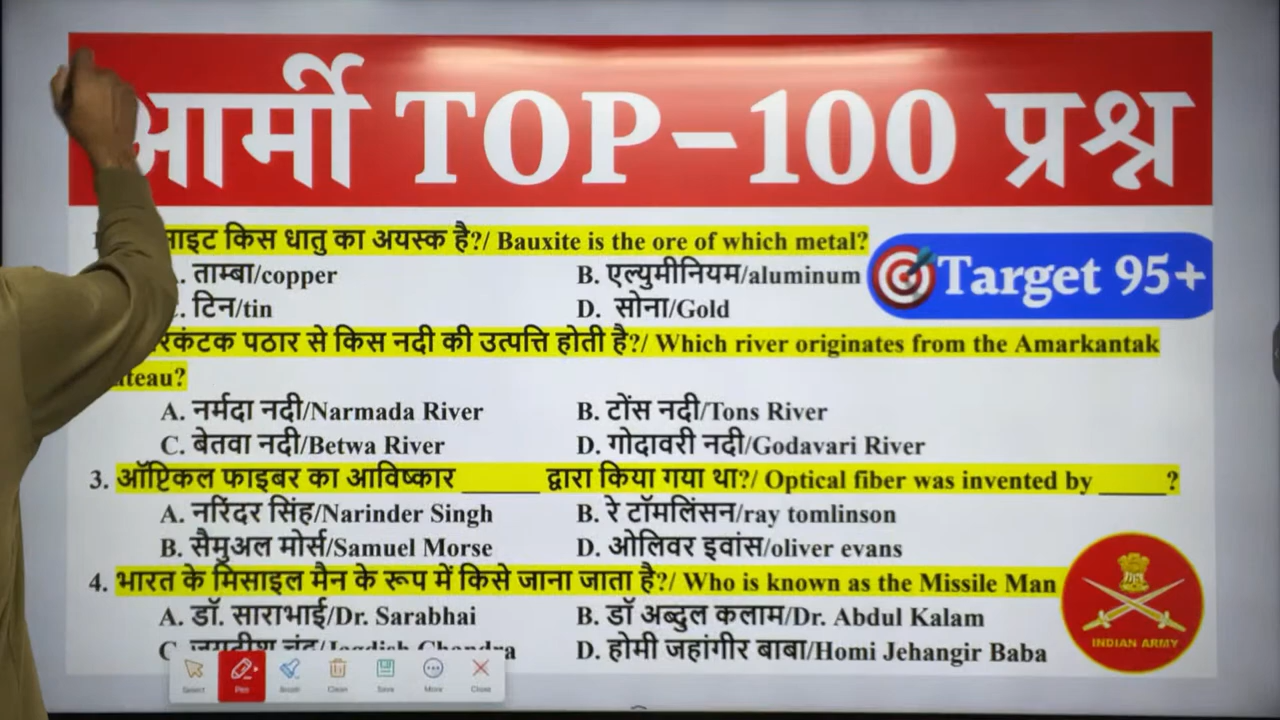 आर्मी TOP-100 प्रश्न
किस धातु का अयस्क है?/ Bauxite is the ore of which metal?
Target 95+
ताम्बा/copper B. एल्युमीनियम/aluminum
टिन/tin D. सोना/Gold
पठार से किस नदी की उत्पत्ति होती है?/ Which river originates from the Amarkantak
A. नर्मदा नदी/Narmada River B. टोंस नदी/Tons River
C. बेतवा नदी/Betwa River D. गोदावरी नदी/Godavari River
3. ऑप्टिकल फाइबर का आविष्कार ______ द्वारा किया गया था?/ Optical fiber was invented by _____?
A. नरिंदर सिंह/Narinder Singh B. रे टॉमलिंसन/ray tomlinson
B. सैमुअल मोर्स/Samuel Morse D. ओलिवर इवांस/oliver evans
4. भारत के मिसाइल मैन के रूप में किसे जाना जाता है?/ Who is known as the Missile Man
A. डॉ. साराभाई/Dr. Sarabhai B. डॉ अब्दुल कलाम/Dr. Abdul Kalam
D. होमी जहांगीर बाबा/Homi Jehangir Baba
INDIAN ARMY
Select Pen Clean Save More Close